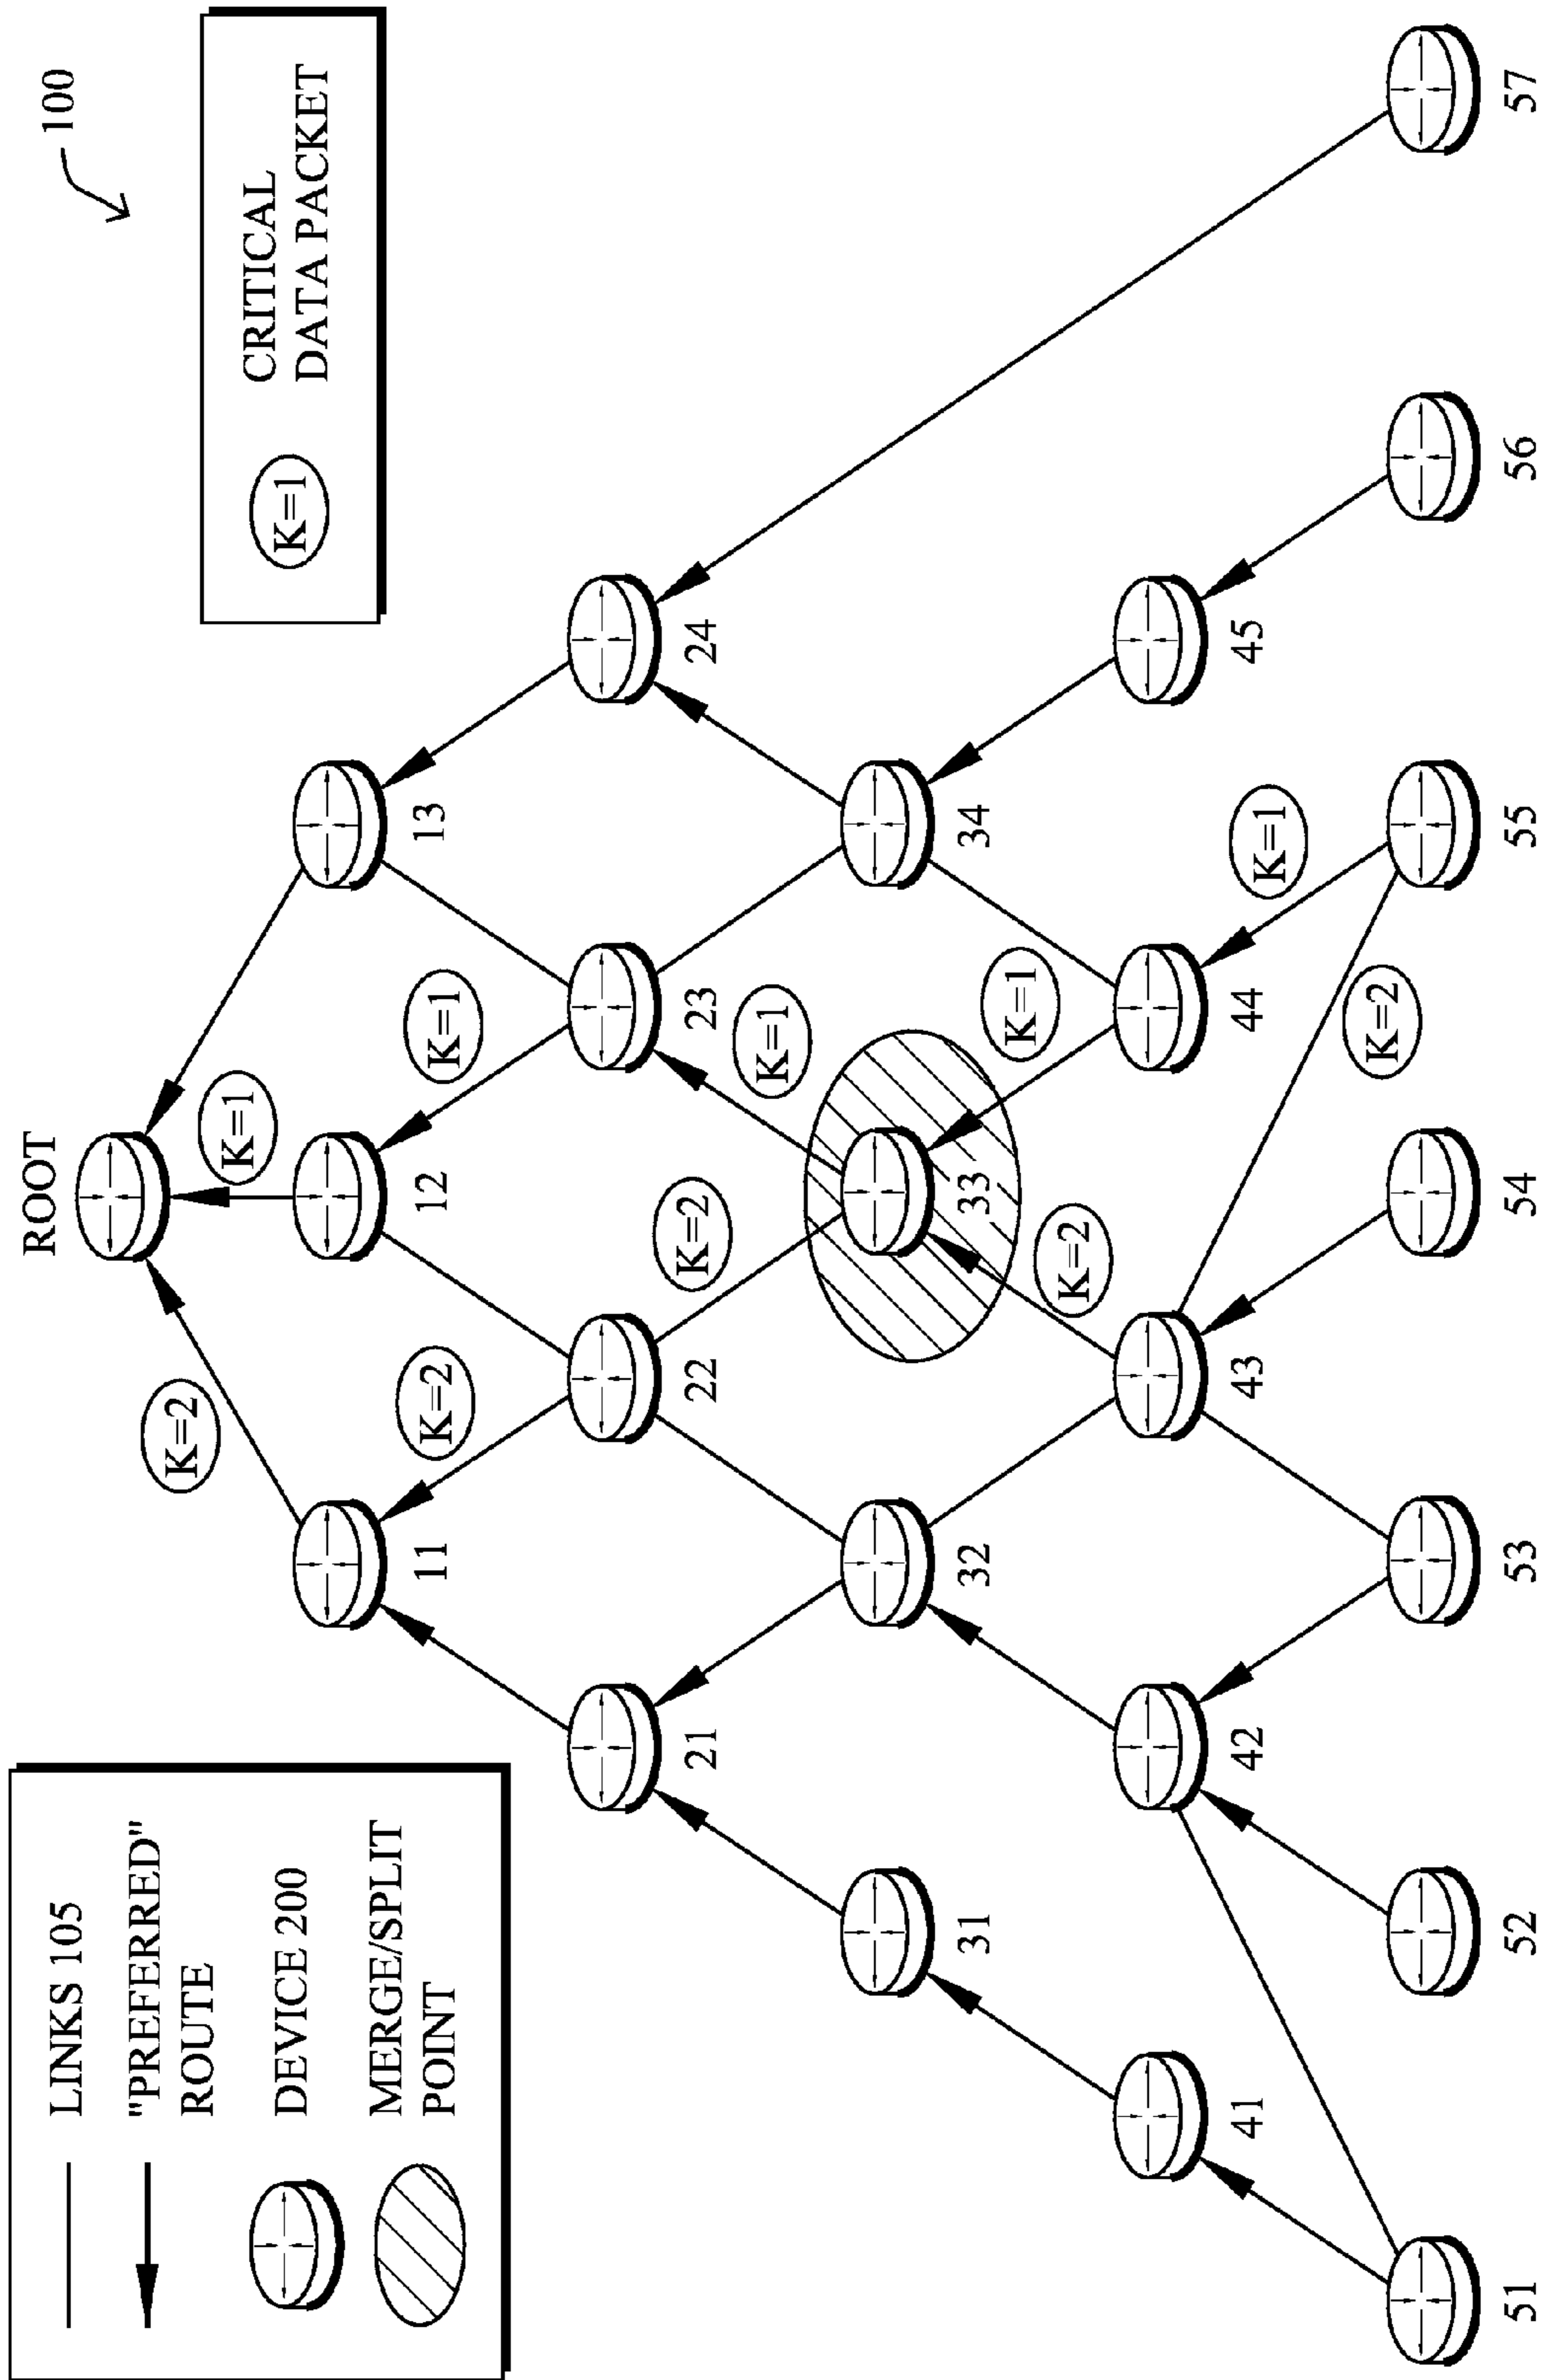 LINKS 105
"PREFERRED"
ROUTE
DEVICE 200
MERGE/SPLIT
POINT
ROOT
100
K=1
CRITICAL
DATA PACKET
K=2
K=1
11
12
13
K=2
K=1
21
22
23
24
K=2
K=1
31
32
33
34
K=2
K=1
41
42
43
44
45
K=2
K=1
51
52
53
54
55
56
57